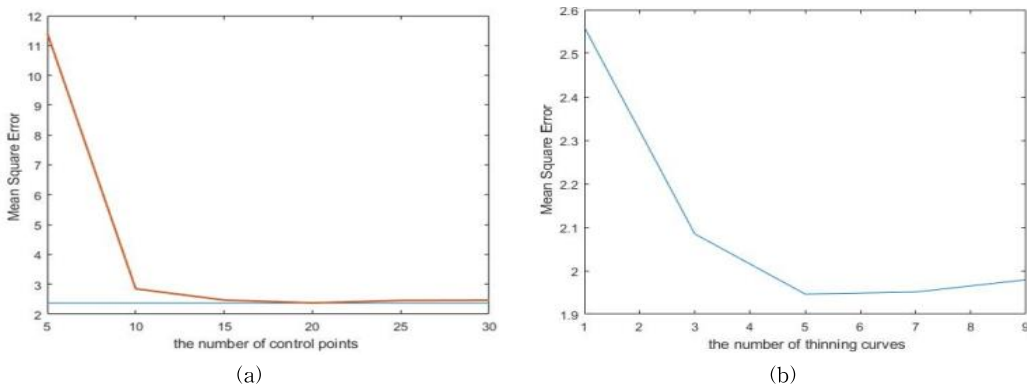 12
11
10
9
8
7
6
5
4
3
2
Mean Square Error
5 10 15 20 25 30
the number of control points
(a)
2.6
2.5
2.4
2.3
2.2
2.1
2
1.9
Mean Square Error
1 2 3 4 5 6 7 8 9
the number of thinning curves
(b)